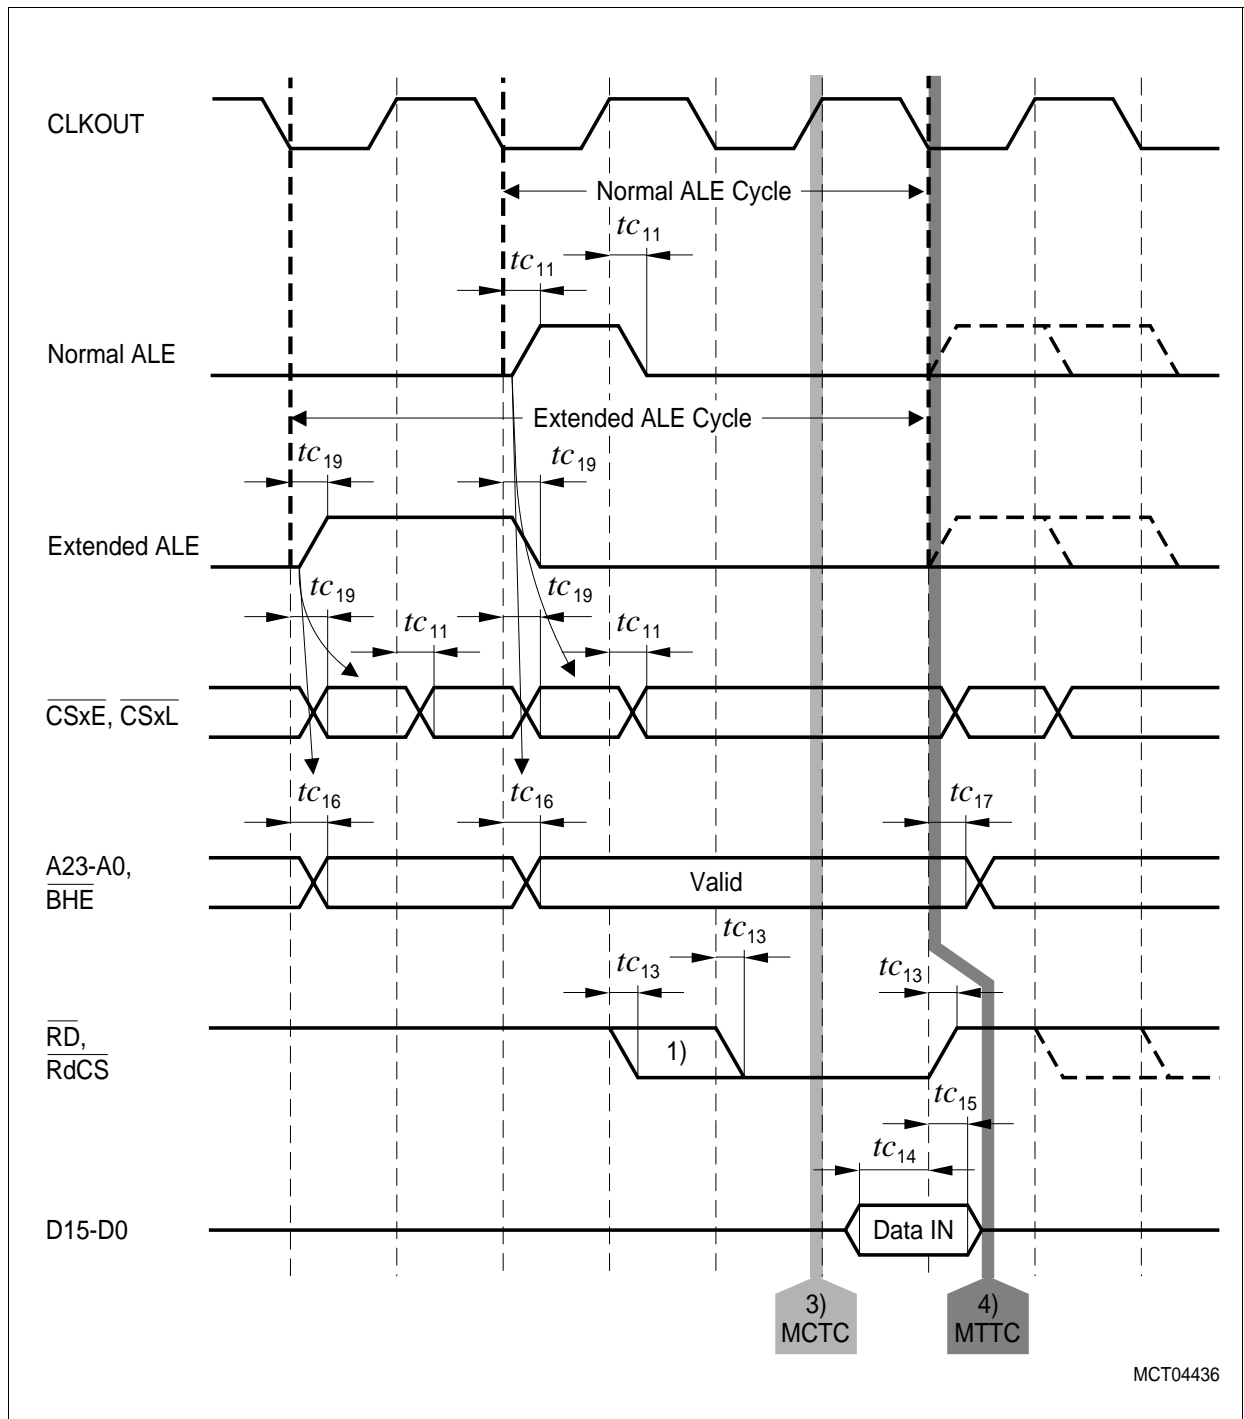 CLKOUT
Normal ALE Cycle
tc11
tc11
Normal ALE
Extended ALE Cycle
tc19
tc19
Extended ALE
tc19
tc19
tc11
tc11
CSxE, CSxL
tc16
tc16
tc17
A23-A0,
BHE
Valid
tc13
tc13
tc13
RD,
RdCS
1)
tc15
tc14
D15-D0
Data IN
3)
MCTC
4)
MTTC
MCT04436